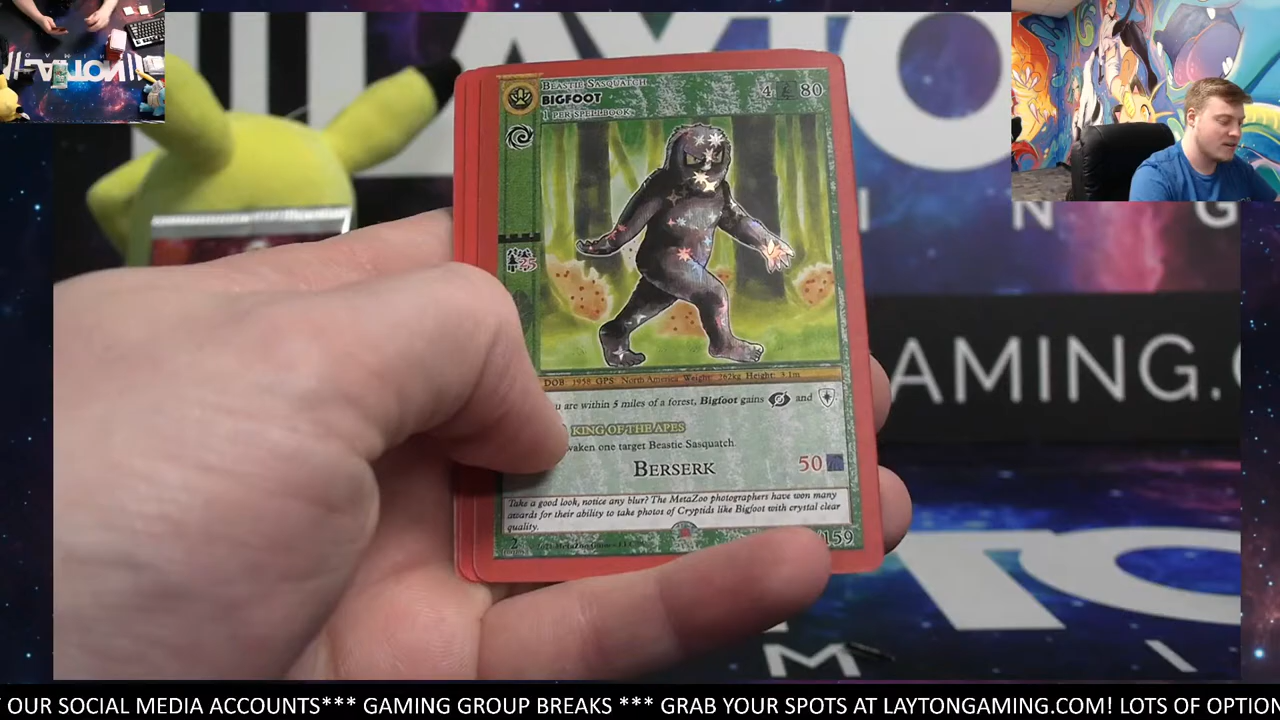 BEASTIE SASQUATCH
BIGFOOT
4 80
1 PER SPELLBOOK
25
DOB: 1958 GPS: North America Weight: 262kg Height: 3.1m
are within 5 miles of a forest, Bigfoot gains and
KING OF THE APES
waken one target Beastie Sasquatch.
BERSERK 50
Take a good look, notice any blur? The MetaZoo photographers have won many
awards for their ability to take photos of Cryptids like Bigfoot with crystal clear
quality.
2
/159
N G
AMING.
OUR SOCIAL MEDIA ACCOUNTS*** GAMING GROUP BREAKS *** GRAB YOUR SPOTS AT LAYTONGAMING.COM! LOTS OF OPTION